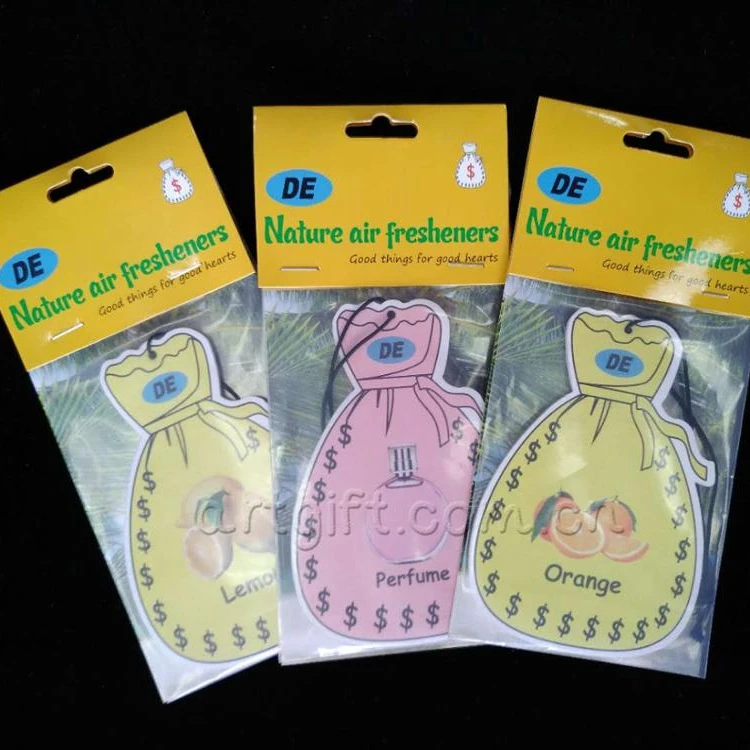 DE
Nature air fresheners
Good things for good hearts
DE
Lemon
DE
$
Nature air fresheners
Good things for good hearts
DE
Perfume
DE
$
Nature air fresheners
Good things for good hearts
DE
Orange
$
artgift.com.cn